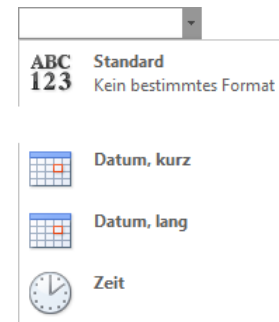 ABC
123
Standard
Kein bestimmtes Format
Datum, kurz
Datum, lang
Zeit